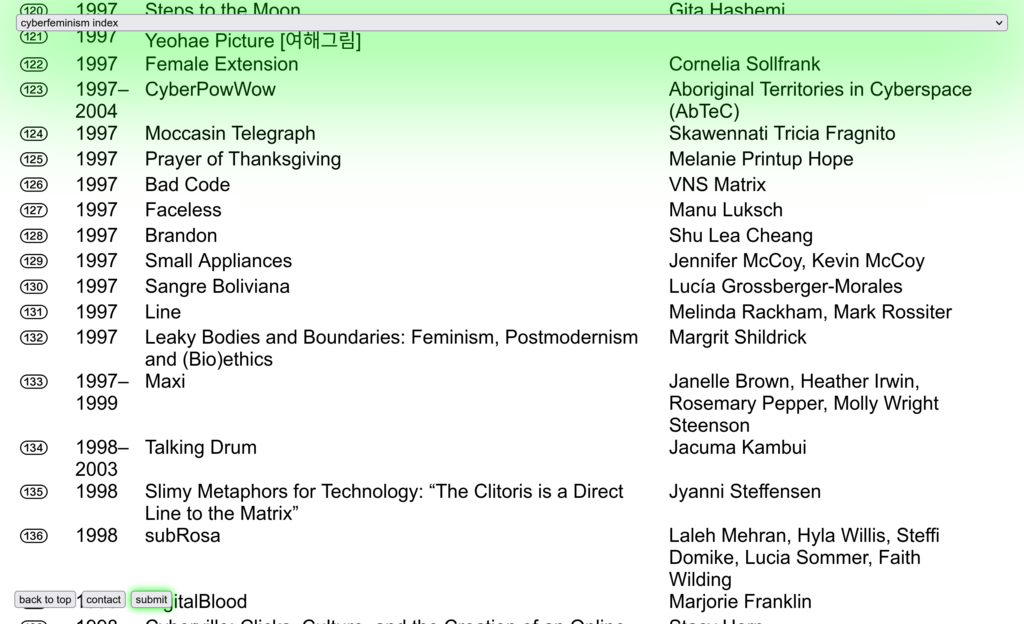 120 1997 Steps to the Moon Gita Hashemi
cyberfeminism index
121 1997 Yeohae Picture [여해그림]
122 1997 Female Extension Cornelia Sollfrank
123 1997– CyberPowWow Aboriginal Territories in Cyberspace
2004 (AbTeC)
124 1997 Moccasin Telegraph Skawennati Tricia Fragnito
125 1997 Prayer of Thanksgiving Melanie Printup Hope
126 1997 Bad Code VNS Matrix
127 1997 Faceless Manu Luksch
128 1997 Brandon Shu Lea Cheang
129 1997 Small Appliances Jennifer McCoy, Kevin McCoy
130 1997 Sangre Boliviana Lucía Grossberger-Morales
131 1997 Line Melinda Rackham, Mark Rossiter
132 1997 Leaky Bodies and Boundaries: Feminism, Postmodernism Margrit Shildrick
and (Bio)ethics
133 1997– Maxi Janelle Brown, Heather Irwin,
1999 Rosemary Pepper, Molly Wright
Steenson
134 1998– Talking Drum Jacuma Kambui
2003
135 1998 Slimy Metaphors for Technology: “The Clitoris is a Direct Jyanni Steffensen
Line to the Matrix”
136 1998 subRosa Laleh Mehran, Hyla Willis, Steffi
Domike, Lucia Sommer, Faith
Wilding
back to top contact submit gitalBlood Marjorie Franklin
1998 Cyberville: Clicks, Culture, and the Creation of an Online Stacy Horn